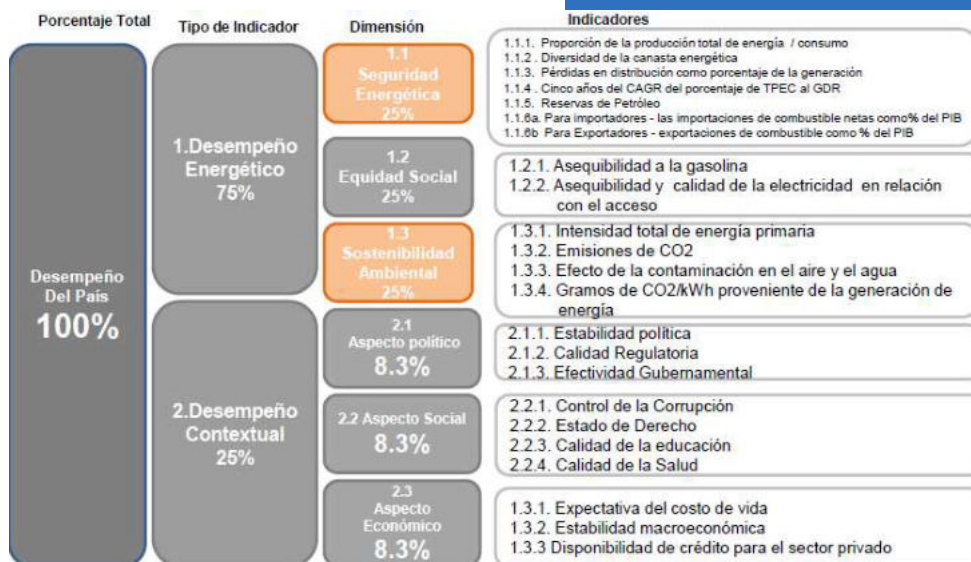 Porcentaje Total
Tipo de Indicador
Dimensión
Indicadores
Desempeño
Del País
100%
1.Desempeño
Energético
75%
1.1
Seguridad
Energética
25%
1.1.1. Proporción de la producción total de energía / consumo
1.1.2 . Diversidad de la canasta energética
1.1.3. Pérdidas en distribución como porcentaje de la generación
1.1.4 . Cinco años del CAGR del porcentaje de TPEC al GDR
1.1.5. Reservas de Petróleo
1.1.6a. Para importadores - las importaciones de combustible netas como% del PIB
1.1.6b Para Exportadores - exportaciones de combustible como % del PIB
1.2
Equidad Social
25%
1.2.1. Asequibilidad a la gasolina
1.2.2. Asequibilidad y calidad de la electricidad en relación
con el acceso
1.3
Sostenibilidad
Ambiental
25%
1.3.1. Intensidad total de energía primaria
1.3.2. Emisiones de CO2
1.3.3. Efecto de la contaminación en el aire y el agua
1.3.4. Gramos de CO2/kWh proveniente de la generación de
energía
2.Desempeño
Contextual
25%
2.1
Aspecto político
8.3%
2.1.1. Estabilidad política
2.1.2. Calidad Regulatoria
2.1.3. Efectividad Gubernamental
2.2 Aspecto Social
8.3%
2.2.1. Control de la Corrupción
2.2.2. Estado de Derecho
2.2.3. Calidad de la educación
2.2.4. Calidad de la Salud
2.3
Aspecto
Económico
8.3%
1.3.1. Expectativa del costo de vida
1.3.2. Estabilidad macroeconómica
1.3.3 Disponibilidad de crédito para el sector privado